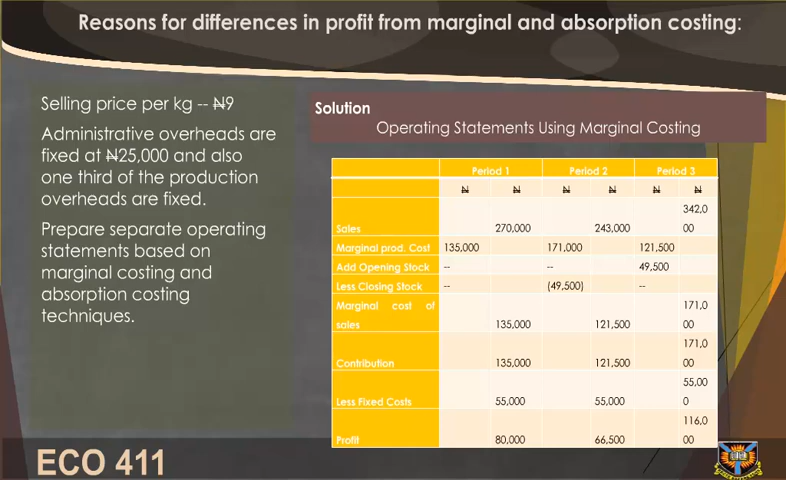 Reasons for differences in profit from marginal and absorption costing:
Selling price per kg -- ₦9
Administrative overheads are
fixed at ₦25,000 and also
one third of the production
overheads are fixed.
Prepare separate operating
statements based on
marginal costing and
absorption costing
techniques.
Solution
Operating Statements Using Marginal Costing
Period 1 Period 2 Period 3
₦ ₦ ₦ ₦ ₦ ₦
Sales 270,000 243,000 342,0
00
Marginal prod. Cost 135,000 171,000 121,500
Add Opening Stock -- -- 49,500
Less Closing Stock -- (49,500) --
Marginal cost of
sales 135,000 121,500 171,0
00
Contribution 135,000 121,500 171,0
00
Less Fixed Costs 55,000 55,000 55,00
0
Profit 80,000 66,500 116,0
00
ECO 411